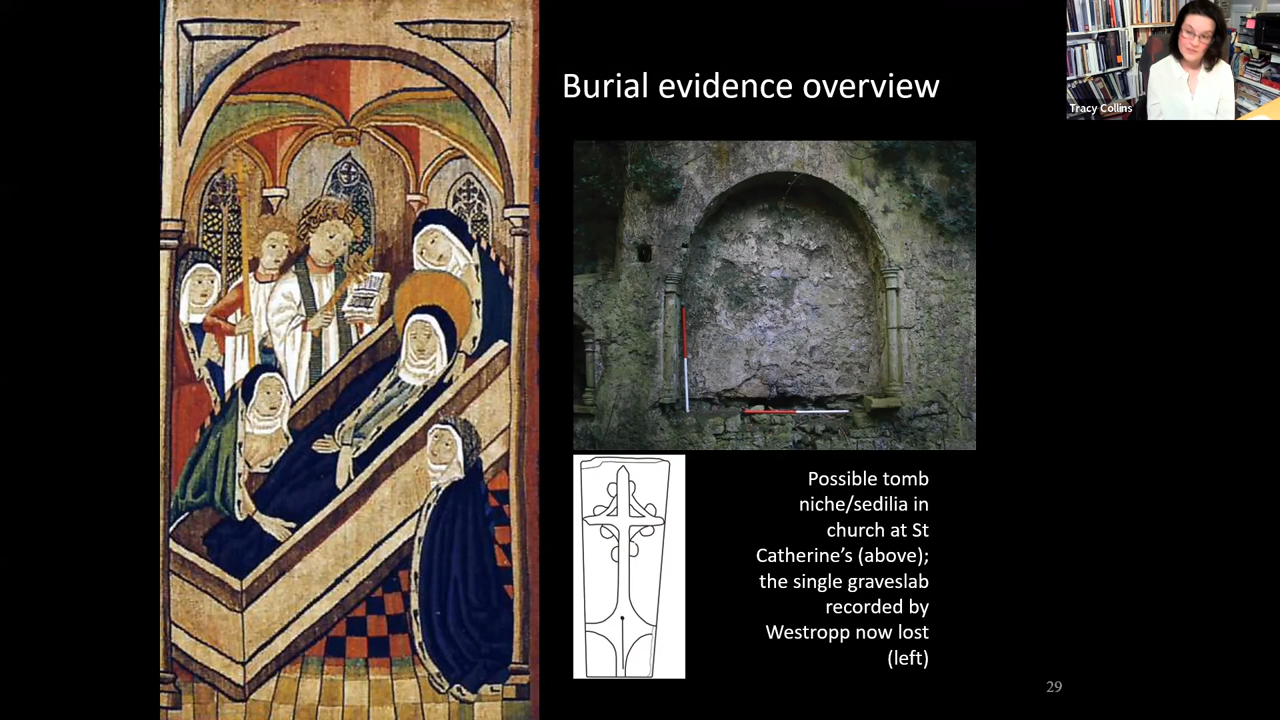 Tracy Collins
Burial evidence overview
Possible tomb
niche/sedilia in
church at St
Catherine’s (above);
the single graveslab
recorded by
Westropp now lost
(left)
29